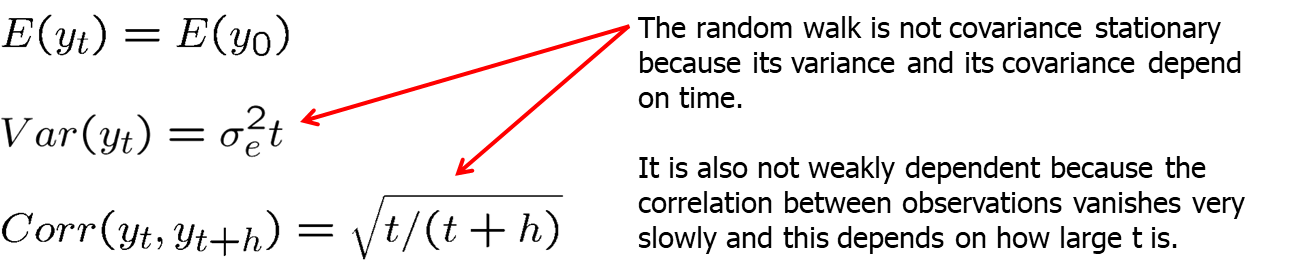 E(y_t) = E(y_0)
Var(y_t) = σ_e^2 t
Corr(y_t, y_{t+h}) = √(t/(t + h))
The random walk is not covariance stationary
because its variance and its covariance depend
on time.
It is also not weakly dependent because the
correlation between observations vanishes very
slowly and this depends on how large t is.